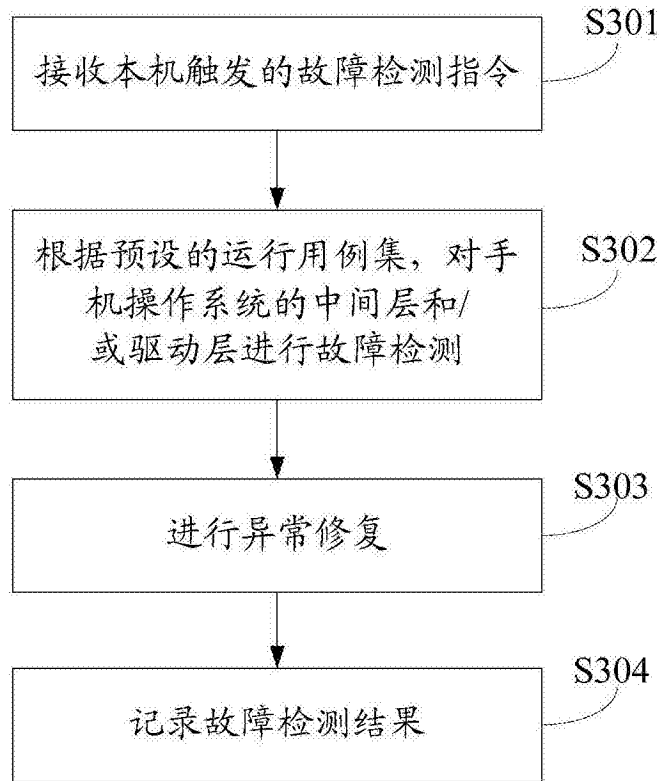 S301
接收本机触发的故障检测指令
S302
根据预设的运行用例集，对手
机操作系统的中间层和/
或驱动层进行故障检测
S303
进行异常修复
S304
记录故障检测结果